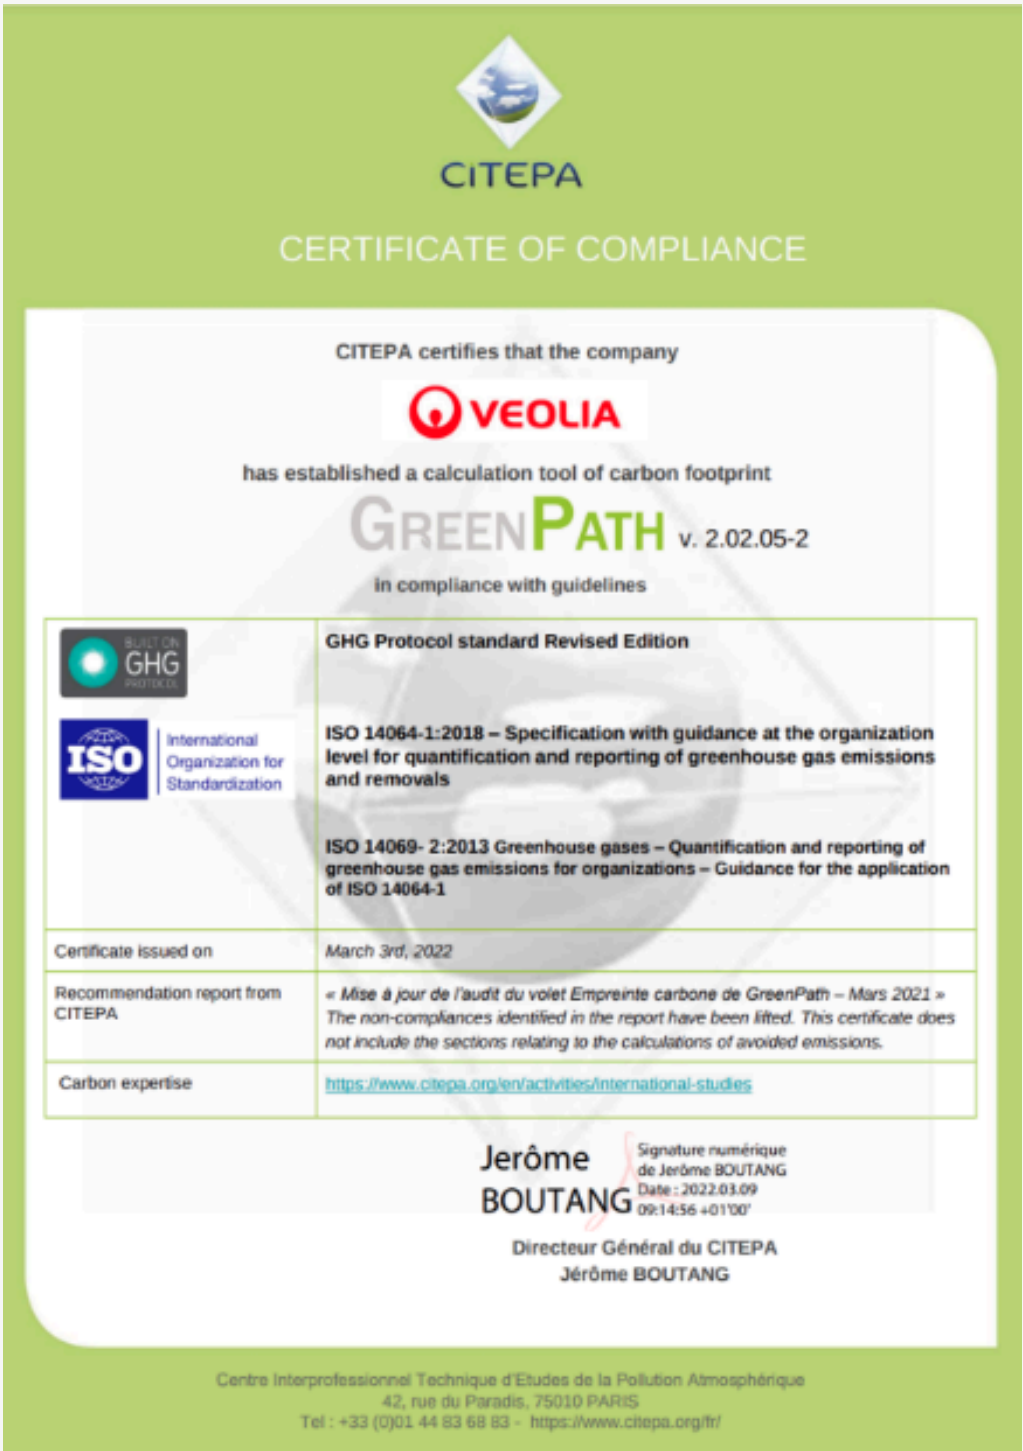 CITEPA
CERTIFICATE OF COMPLIANCE
CITEPA certifies that the company
VEOLIA
has established a calculation tool of carbon footprint
GREENPATH v. 2.02.05-2
in compliance with guidelines
BUILT ON
GHG
PROTOCOL
GHG Protocol standard Revised Edition
ISO
International
Organization for
Standardization
ISO 14064-1:2018 – Specification with guidance at the organization
level for quantification and reporting of greenhouse gas emissions
and removals
ISO 14069- 2:2013 Greenhouse gases – Quantification and reporting of
greenhouse gas emissions for organizations – Guidance for the application
of ISO 14064-1
Certificate issued on
March 3rd, 2022
Recommendation report from
CITEPA
« Mise à jour de l'audit du volet Empreinte carbone de GreenPath – Mars 2021 »
The non-compliances identified in the report have been lifted. This certificate does
not include the sections relating to the calculations of avoided emissions.
Carbon expertise
https://www.citepa.org/en/activities/international-studies
Jerôme
BOUTANG
Signature numérique
de Jerôme BOUTANG
Date : 2022.03.09
09:14:56 +01'00'
Directeur Général du CITEPA
Jérôme BOUTANG
Centre Interprofessionnel Technique d'Etudes de la Pollution Atmosphérique
42, rue du Paradis, 75010 PARIS
Tel : +33 (0)01 44 83 68 83 - https://www.citepa.org/fr/